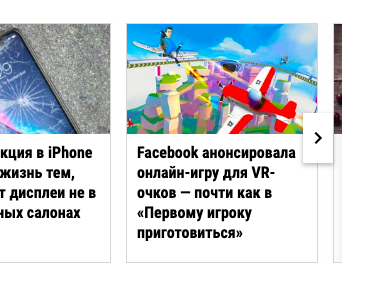 кция в iPhone
жизнь тем,
т дисплеи не в
ных салонах
Facebook анонсировала
онлайн-игру для VR-
очков — почти как в
«Первому игроку
приготовиться»